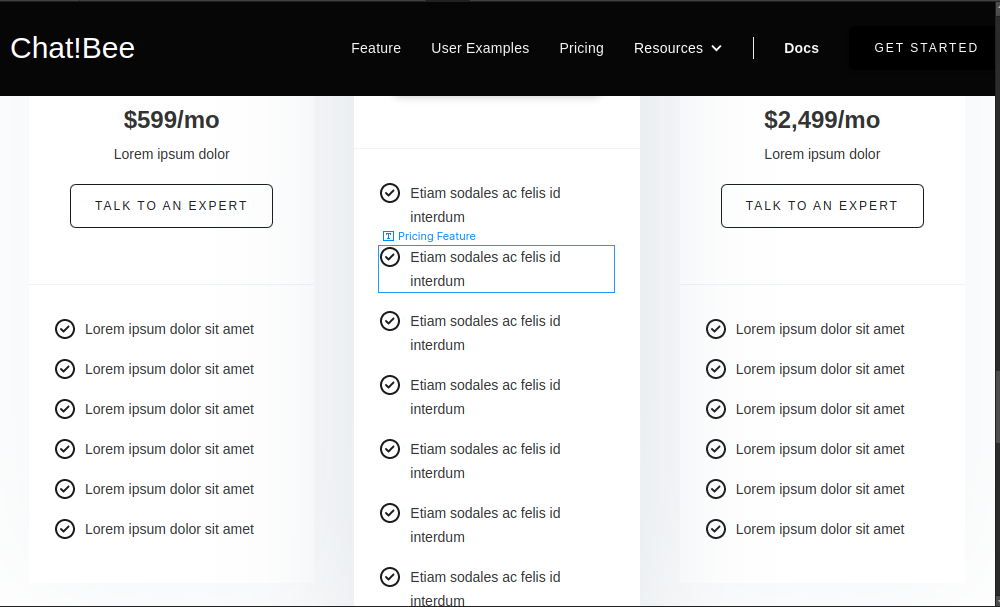 Chat!Bee
Feature
User Examples
Pricing
Resources
Docs
GET STARTED
$599/mo
Lorem ipsum dolor
TALK TO AN EXPERT
Lorem ipsum dolor sit amet
Lorem ipsum dolor sit amet
Lorem ipsum dolor sit amet
Lorem ipsum dolor sit amet
Lorem ipsum dolor sit amet
Lorem ipsum dolor sit amet
Etiam sodales ac felis id
interdum
Pricing Feature
Etiam sodales ac felis id
interdum
Etiam sodales ac felis id
interdum
Etiam sodales ac felis id
interdum
Etiam sodales ac felis id
interdum
Etiam sodales ac felis id
interdum
Etiam sodales ac felis id
interdum
$2,499/mo
Lorem ipsum dolor
TALK TO AN EXPERT
Lorem ipsum dolor sit amet
Lorem ipsum dolor sit amet
Lorem ipsum dolor sit amet
Lorem ipsum dolor sit amet
Lorem ipsum dolor sit amet
Lorem ipsum dolor sit amet